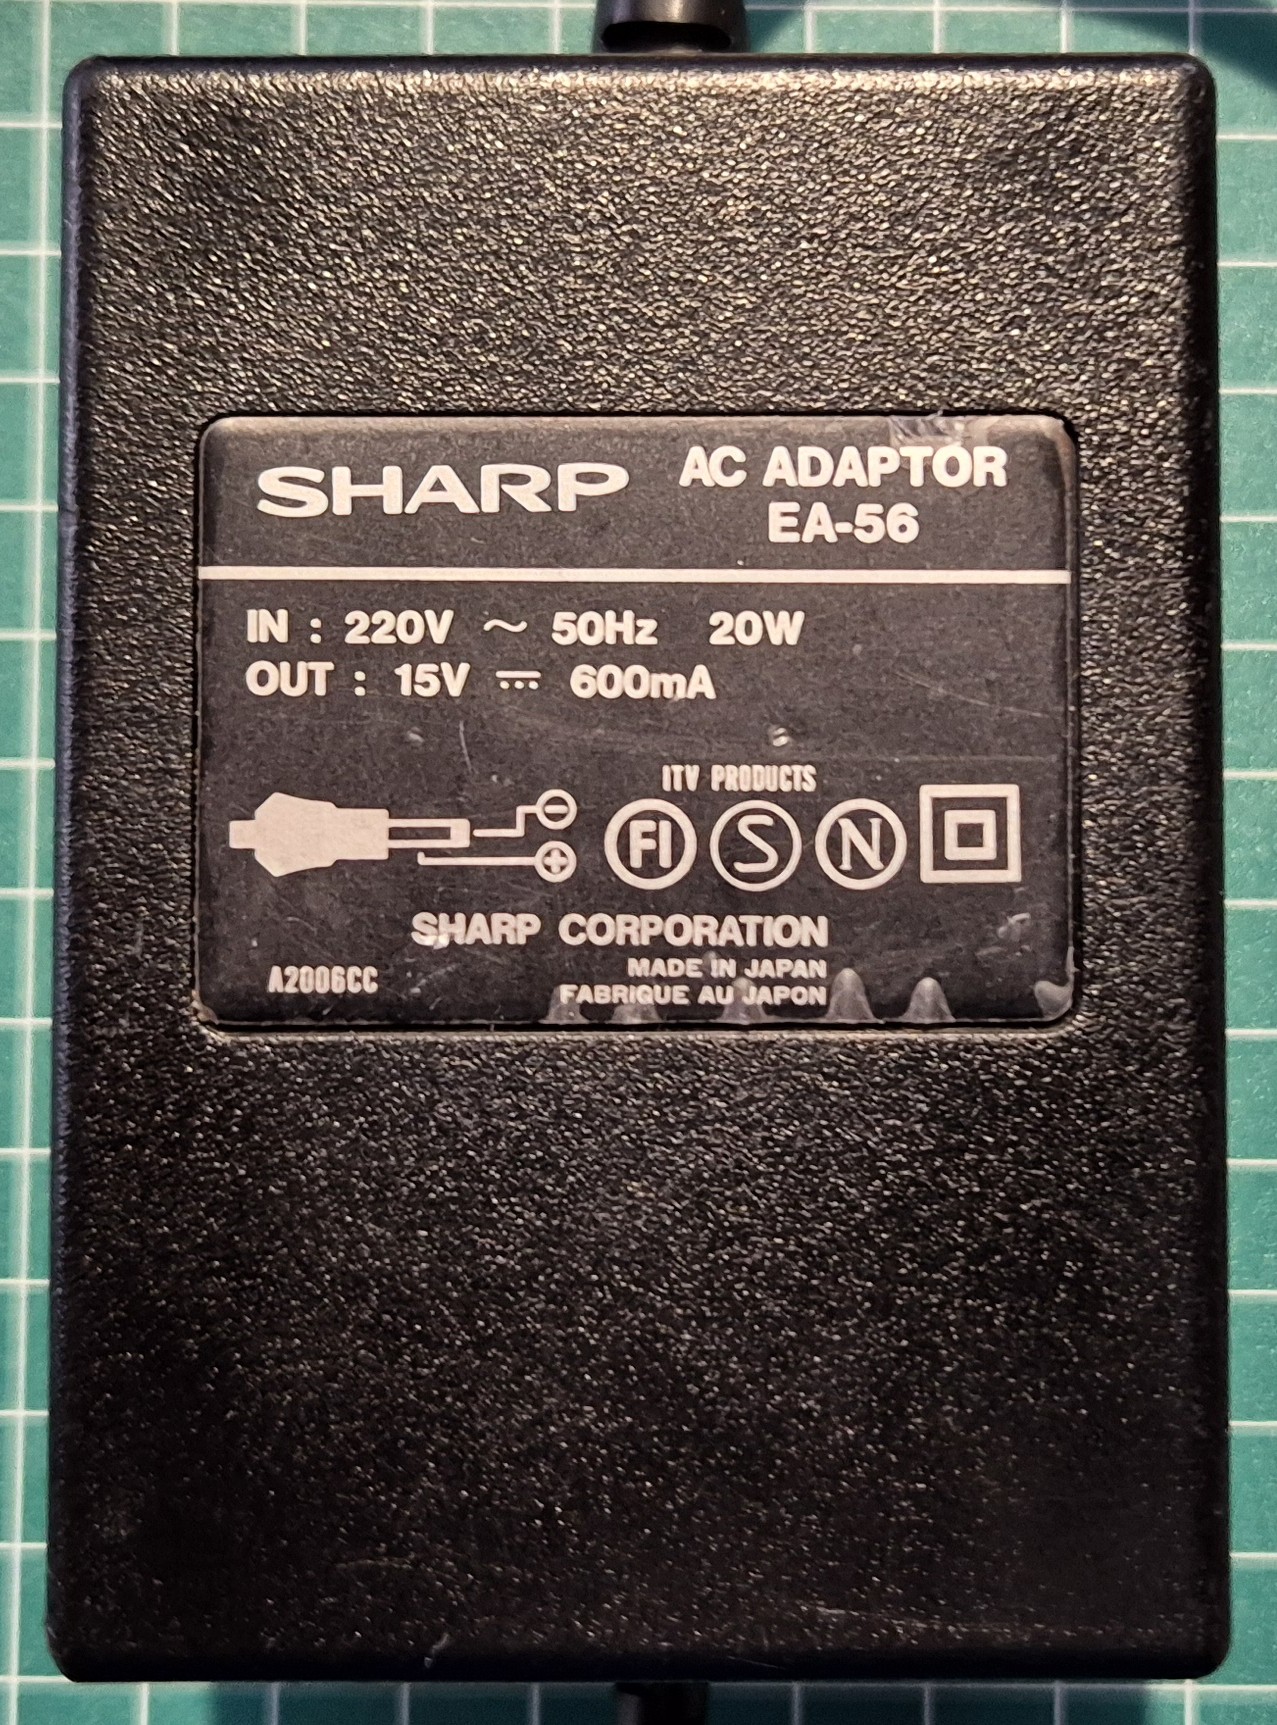 SHARP AC ADAPTOR
EA-56
IN : 220V ~ 50Hz 20W
OUT : 15V ⎓ 600mA
ITV PRODUCTS
⊖
⊕
FI S N
SHARP CORPORATION
A2006CC
MADE IN JAPAN
FABRIQUE AU JAPON